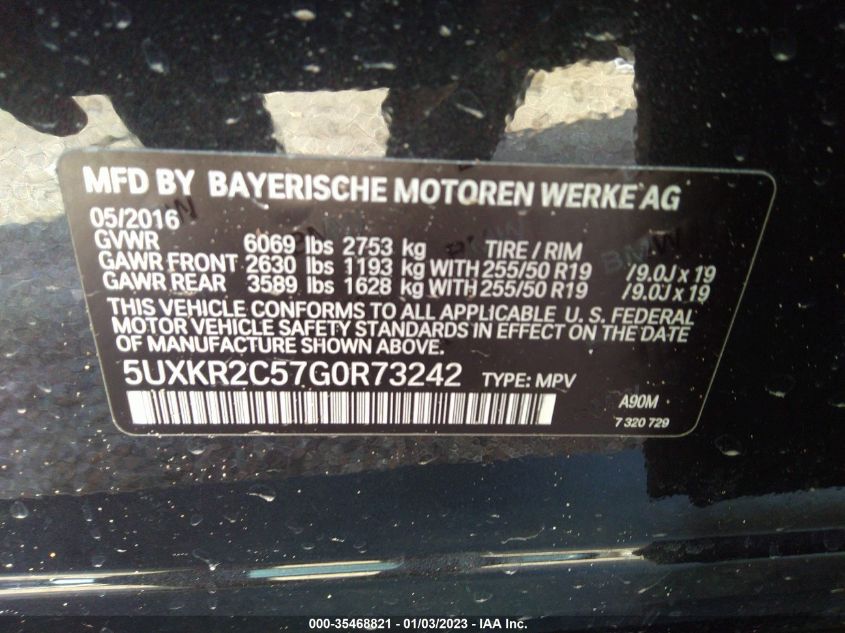 MFD BY BAYERISCHE MOTOREN WERKE AG
05/2016
GVWR 6069 lbs 2753 kg TIRE / RIM
GAWR FRONT 2630 lbs 1193 kg WITH 255/50 R19 /9.0J x 19
GAWR REAR 3589 lbs 1628 kg WITH 255/50 R19 /9.0J x 19
THIS VEHICLE CONFORMS TO ALL APPLICABLE U. S. FEDERAL
MOTOR VEHICLE SAFETY STANDARDS IN EFFECT ON THE DATE
OF MANUFACTURE SHOWN ABOVE.
5UXKR2C57G0R73242 TYPE: MPV
A90M
7 320 729
000-35468821 - 01/03/2023 - IAA Inc.